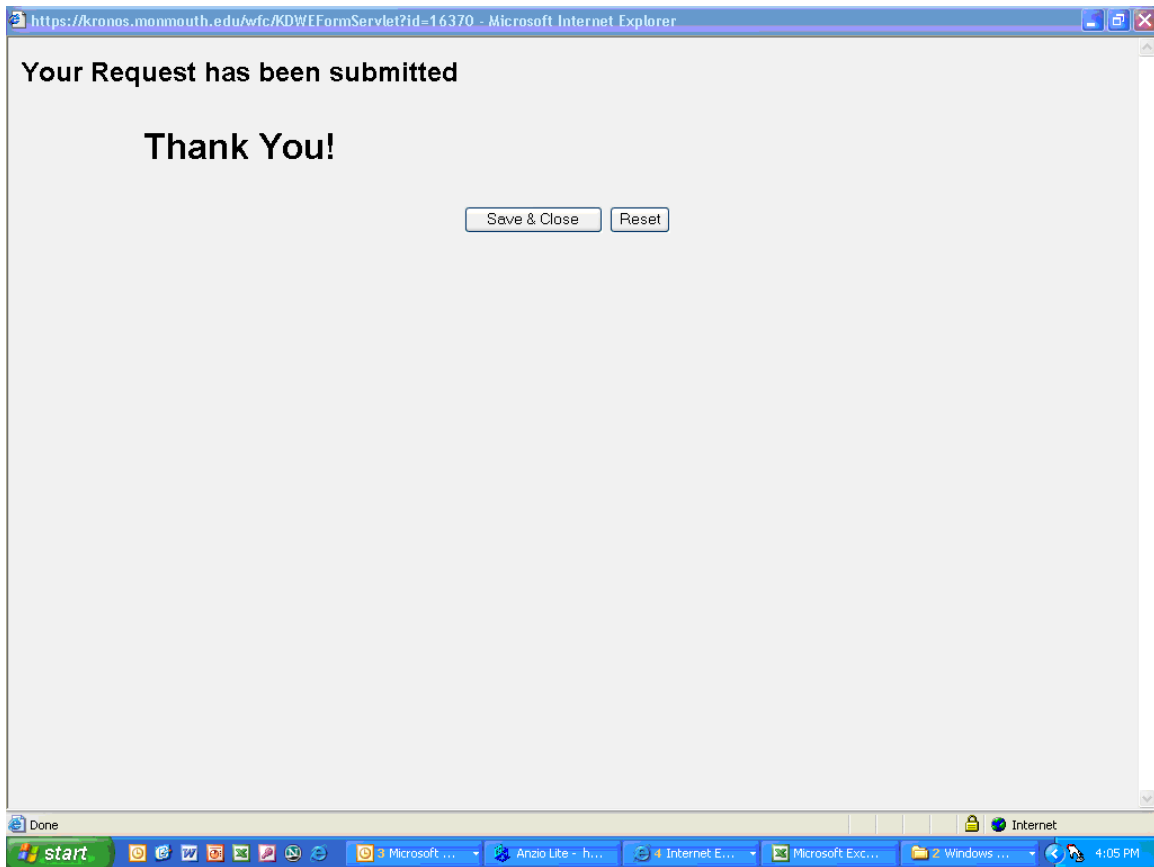 https://kronos.monmouth.edu/wfc/KDWEFormServlet?id=16370 - Microsoft Internet Explorer
Your Request has been submitted
Thank You!
Save & Close Reset
Done Internet
start 3 Microsoft ... Anzio Lite - h... 4 Internet E... Microsoft Exc... 2 Windows ... 4:05 PM